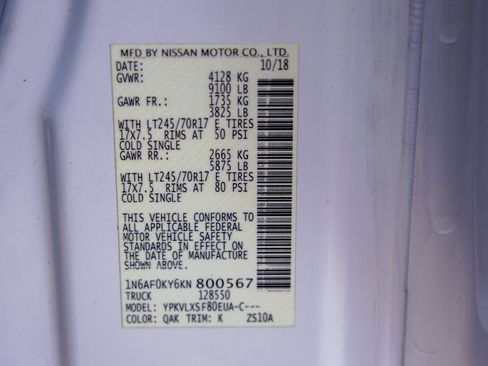 MFD BY NISSAN MOTOR CO., LTD.
DATE: 10/18
GVWR: 4128 KG
9100 LB
GAWR FR.: 1735 KG
3825 LB
WITH LT245/70R17 E TIRES
17X7.5 RIMS AT 50 PSI
COLD SINGLE
GAWR RR.: 2665 KG
5875 LB
WITH LT245/70R17 E TIRES
17X7.5 RIMS AT 80 PSI
COLD SINGLE
THIS VEHICLE CONFORMS TO
ALL APPLICABLE FEDERAL
MOTOR VEHICLE SAFETY
STANDARDS IN EFFECT ON
THE DATE OF MANUFACTURE
SHOWN ABOVE.
1N6AF0KY6KN 800567
TRUCK 128550
MODEL: YPKVLXSF80EUA-C---
COLOR: QAK TRIM: K ZS10A